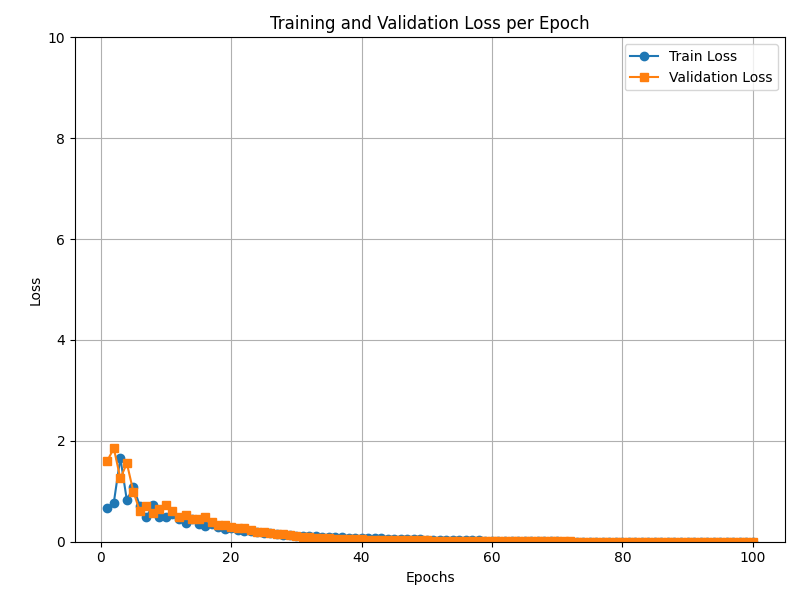 Training and Validation Loss per Epoch
10
8
6
4
2
0
Loss
Train Loss
Validation Loss
0 20 40 60 80 100
Epochs